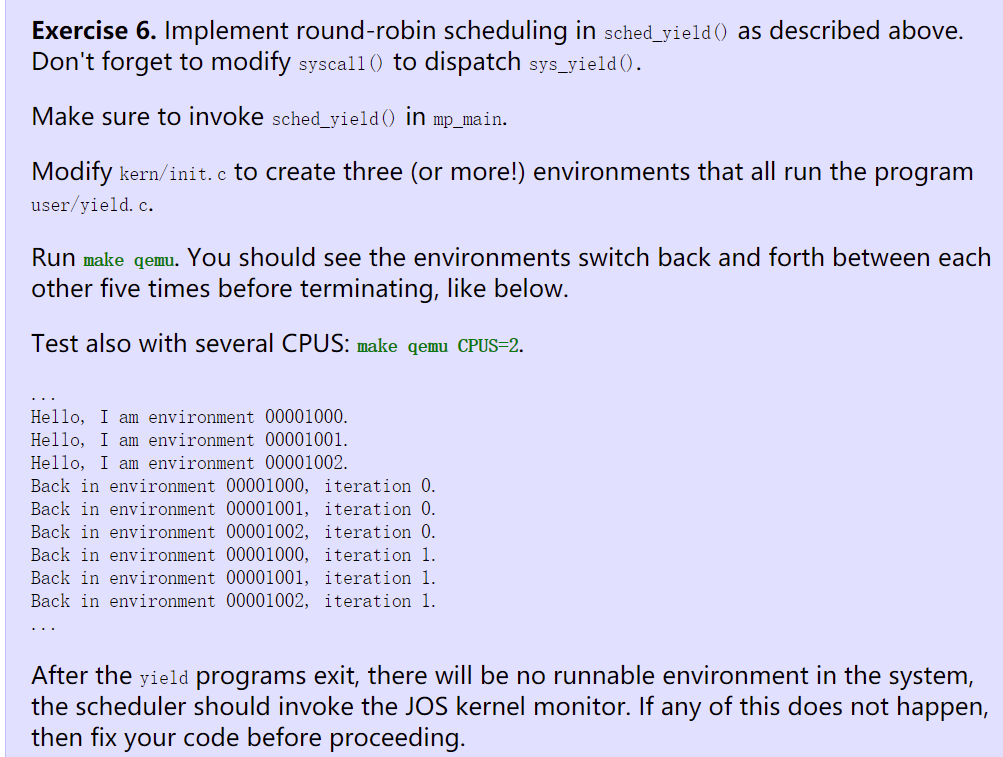 Exercise 6. Implement round-robin scheduling in sched_yield() as described above.
Don't forget to modify syscall() to dispatch sys_yield().
Make sure to invoke sched_yield() in mp_main.
Modify kern/init.c to create three (or more!) environments that all run the program
user/yield.c.
Run make qemu. You should see the environments switch back and forth between each
other five times before terminating, like below.
Test also with several CPUS: make qemu CPUS=2.
...
Hello, I am environment 00001000.
Hello, I am environment 00001001.
Hello, I am environment 00001002.
Back in environment 00001000, iteration 0.
Back in environment 00001001, iteration 0.
Back in environment 00001002, iteration 0.
Back in environment 00001000, iteration 1.
Back in environment 00001001, iteration 1.
Back in environment 00001002, iteration 1.
...
After the yield programs exit, there will be no runnable environment in the system,
the scheduler should invoke the JOS kernel monitor. If any of this does not happen,
then fix your code before proceeding.